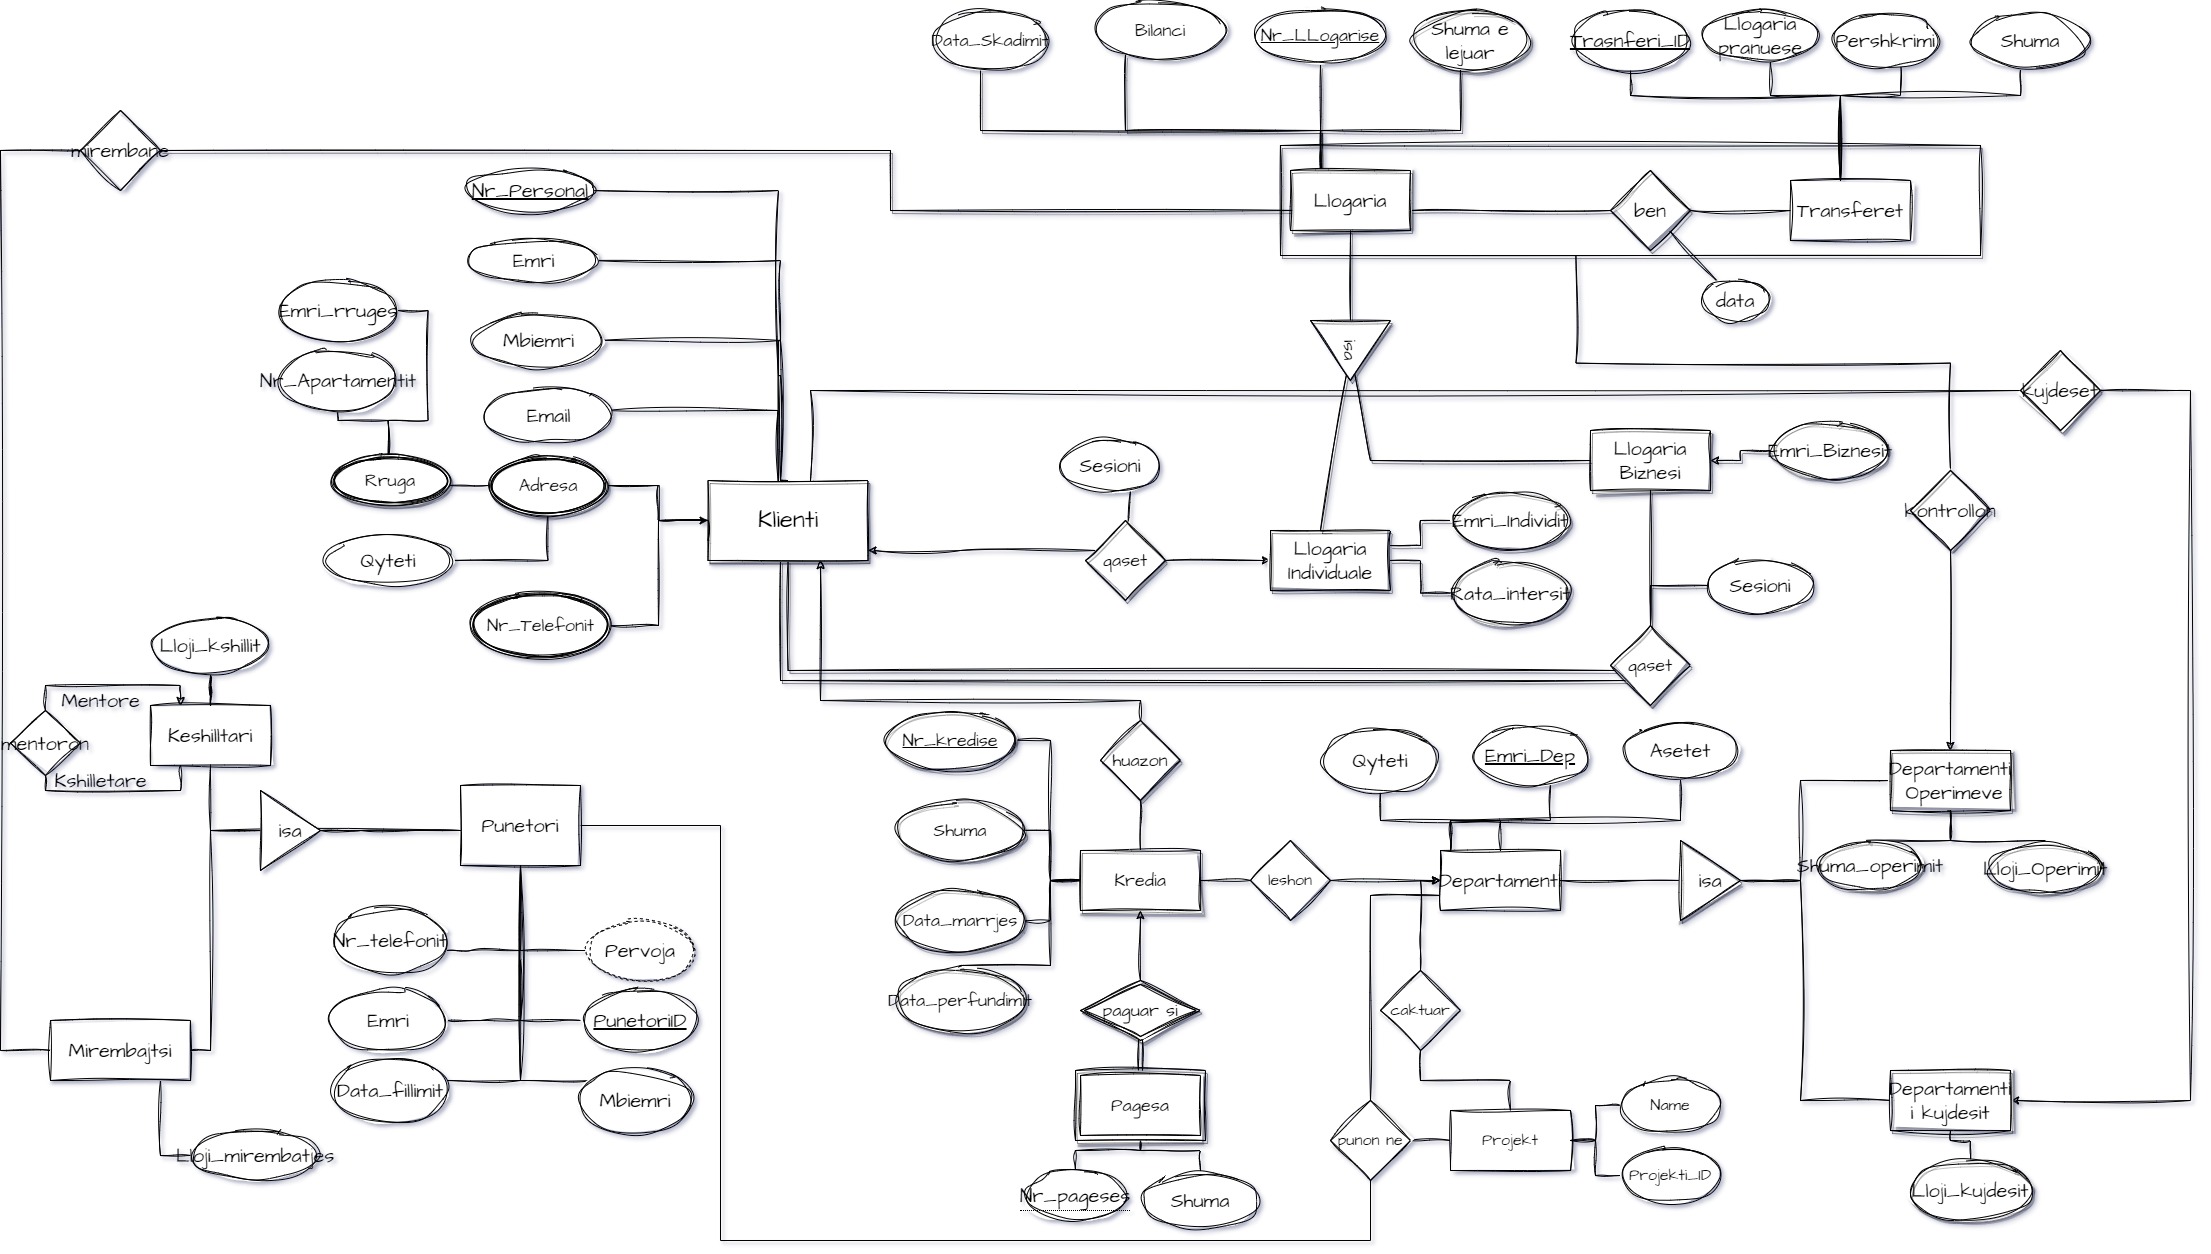 Data_Skadimit
Bilanci
Nr_LLogarise
Shuma e
lejuar
Trasnferi_ID
Llogaria
pranuese
Pershkrimi
Shuma
mirembane
Nr_Personal
Llogaria
ben
Transferet
Emri
data
Emri_rruges
Mbiemri
isa
Nr_Apartamentit
Email
kujdeset
Rruga
Adresa
Klienti
Sesioni
Llogaria
Biznesi
Emri_Biznesit
Kontrollon
Emri_Individit
Qyteti
qaset
Llogaria
Individuale
Rata_intersit
Sesioni
Nr_Telefonit
Lloji_kshillit
qaset
Mentore
Keshilltari
mentoron
Kshilletare
Nr_kredise
huazon
Qyteti
Emri_Dep
Asetet
Departamenti
Operimeve
isa
Punetori
Shuma
Kredia
leshon
Departamenti
isa
Shuma_operimit
Lloji_Operimit
Nr_telefonit
Pervoja
Data_marrjes
Emri
PunetoriID
Data_perfundimit
paguar si
caktuar
Mirembajtsi
Data_fillimit
Mbiemri
Pagesa
punon ne
Projekt
Name
Departamenti
i kujdesit
Lloji_mirembatjes
Nr_pageses
Shuma
Projekti_ID
Lloji_kujdesit